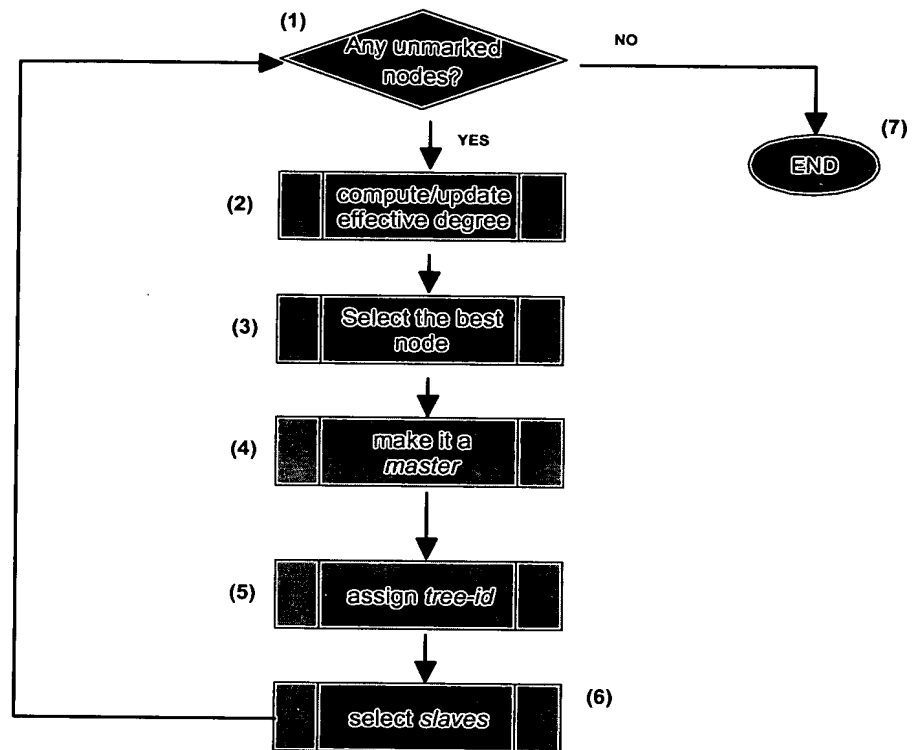 (1)
Any unmarked
nodes?
NO
(7)
END
YES
(2)
compute/update
effective degree
(3)
Select the best
node
(4)
make it a
master
(5)
assign tree-id
(6)
select slaves